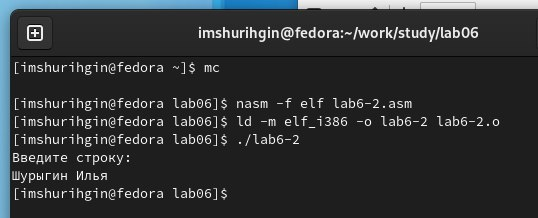 imshurihgin@fedora:~/work/study/lab06
[imshurihgin@fedora ~]$ mc
[imshurihgin@fedora lab06]$ nasm -f elf lab6-2.asm
[imshurihgin@fedora lab06]$ ld -m elf_i386 -o lab6-2 lab6-2.o
[imshurihgin@fedora lab06]$ ./lab6-2
Введите строку:
Шурыгин Илья
[imshurihgin@fedora lab06]$